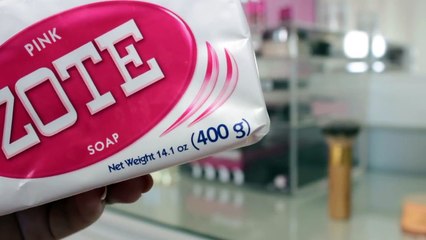 PINK
ZOTE
SOAP
Net Weight 14.1 oz (400 g)